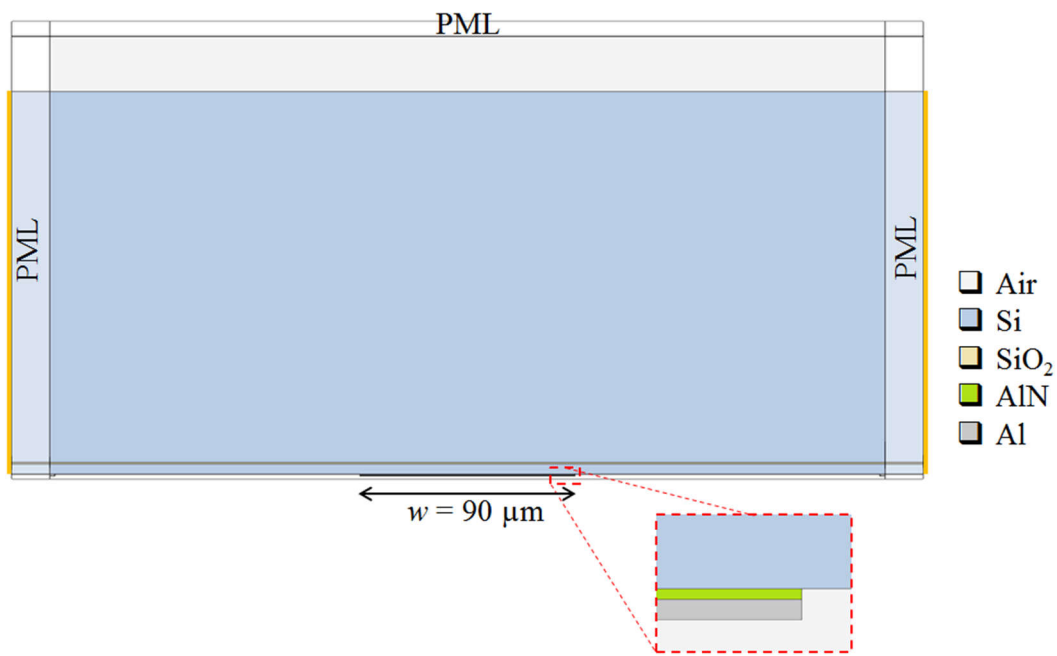 PML
PML
PML
Air
Si
SiO₂
AlN
Al
w = 90 µm